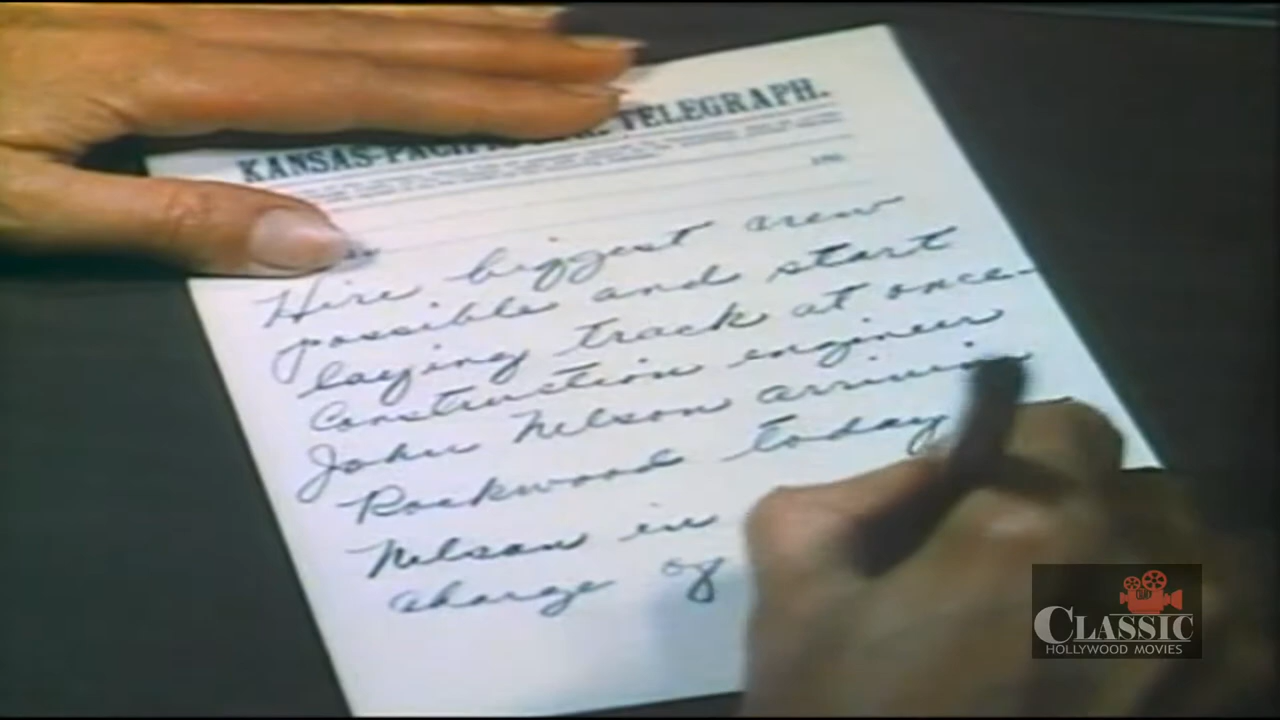 KANSAS-PACIFIC R.R. TELEGRAPH.
Hire biggest crew
possible and start
laying track at once-
Construction engineer
John Nelson arriving
Rockwood today
Nelson in
charge of
CLASSIC
HOLLYWOOD MOVIES